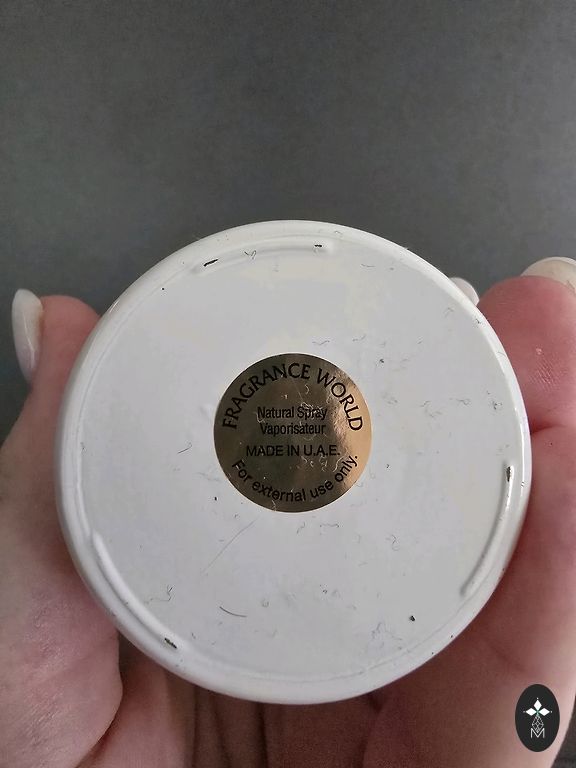 FRAGRANCE WORLD
Natural Spray
Vaporisateur
MADE IN U.A.E.
For external use only.
M